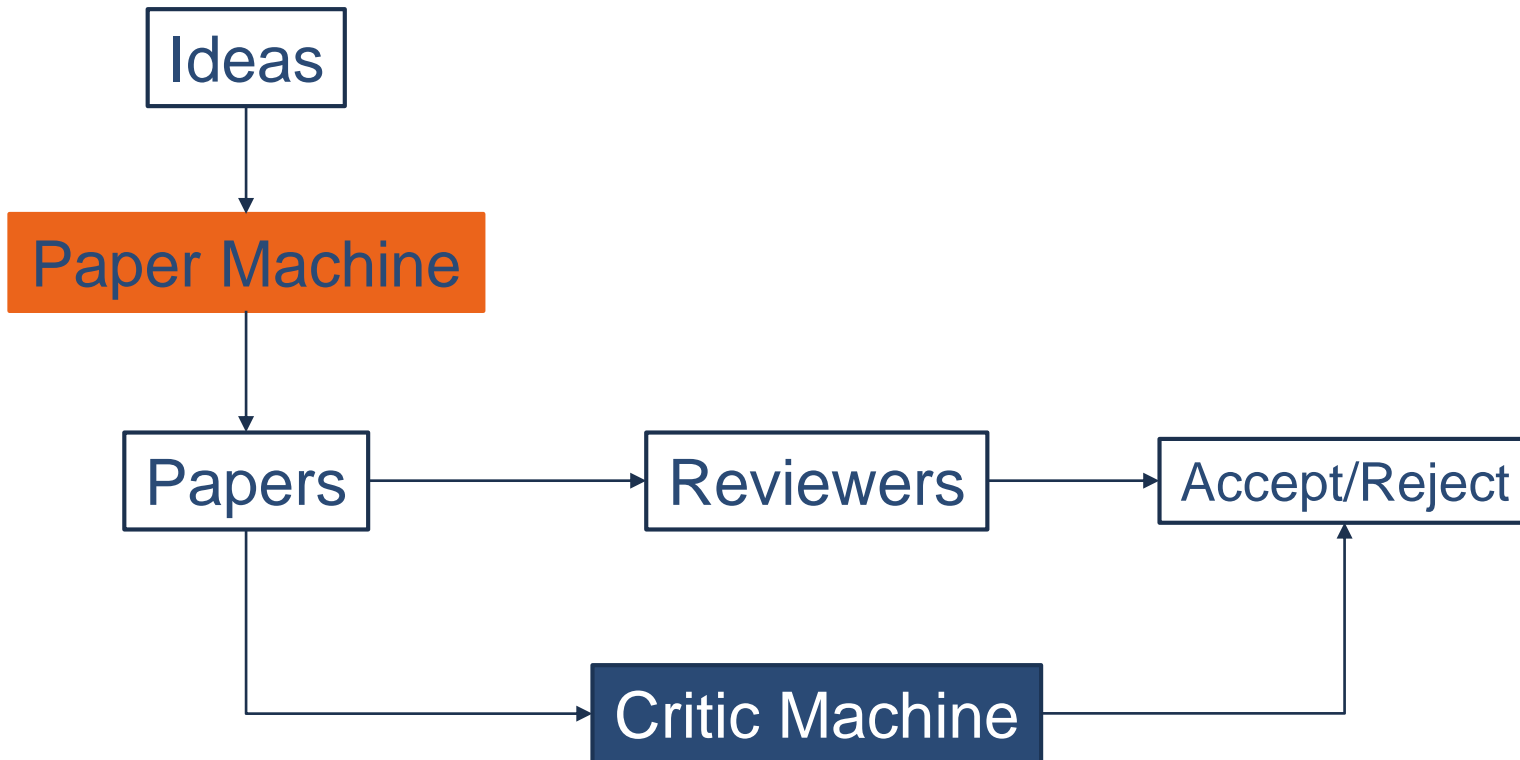 Ideas
Paper Machine
Papers
Reviewers
Accept/Reject
Critic Machine